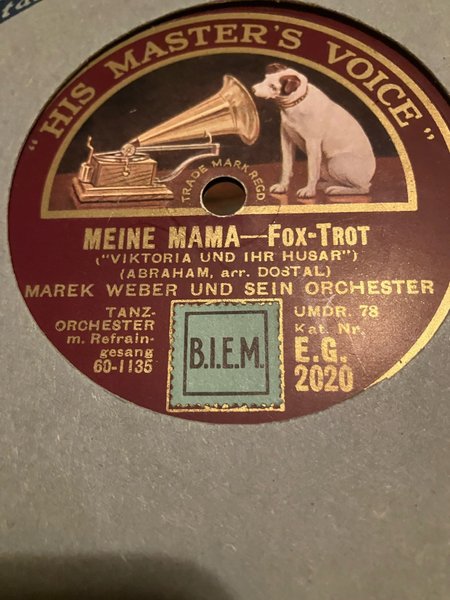 "HIS MASTER'S VOICE"
TRADE MARK REGD
MEINE MAMA—FOX-TROT
("VIKTORIA UND IHR HUSAR")
(ABRAHAM, arr. DOSTAL)
MAREK WEBER UND SEIN ORCHESTER
TANZ-
ORCHESTER
m. Refrain-
gesang
60-1135
B.I.E.M.
UMDR. 78
Kat. Nr.
E.G.
2020